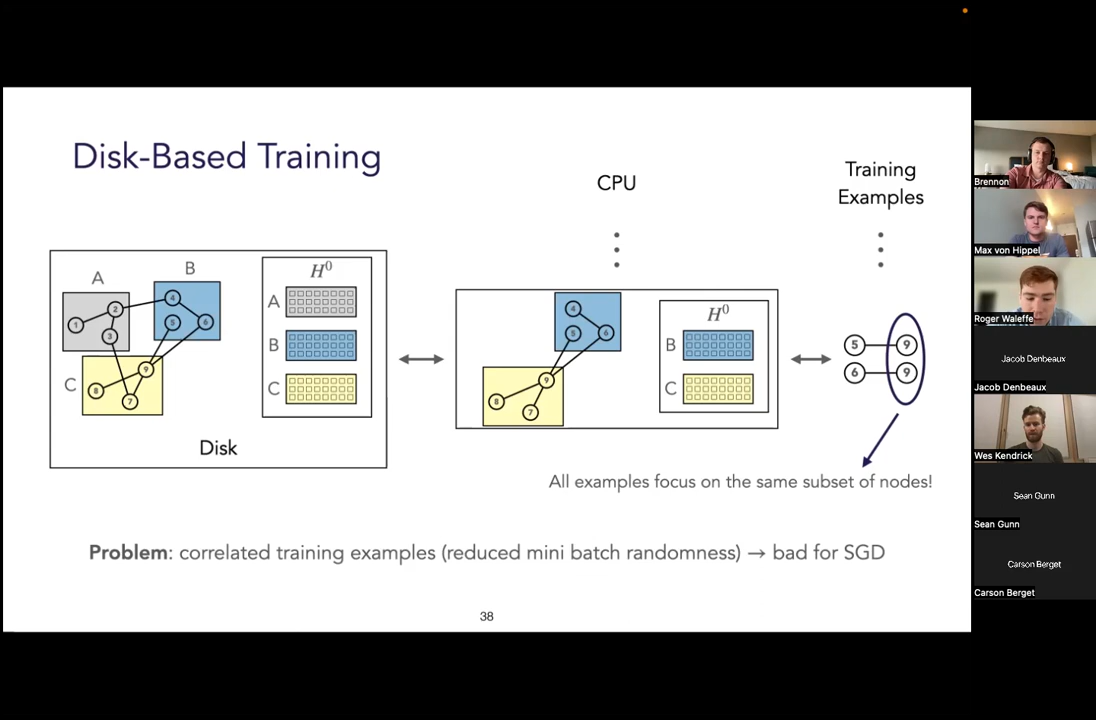 Disk-Based Training
CPU
Training
Examples
A
B
C
1
2
3
4
5
6
7
8
9
H⁰
A
B
C
Disk
4
5
6
7
8
9
H⁰
B
C
5
9
6
9
All examples focus on the same subset of nodes!
Problem: correlated training examples (reduced mini batch randomness) → bad for SGD
38
Brennon
Max von Hippel
Roger Waleffe
Jacob Denbeaux
Jacob Denbeaux
Wes Kendrick
Sean Gunn
Sean Gunn
Carson Berget
Carson Berget